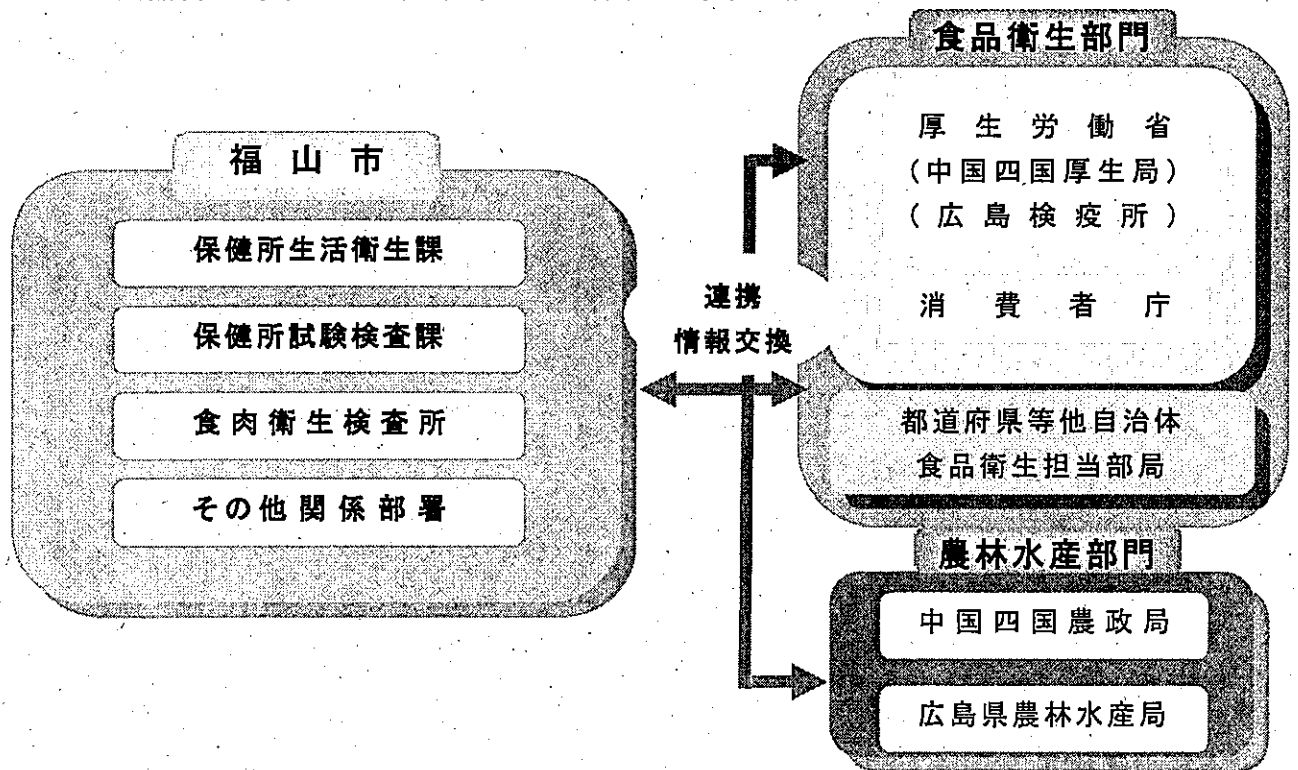 福山市
保健所生活衛生課
保健所試験検査課
食肉衛生検査所
その他関係部署
連携
情報交換
食品衛生部門
厚生労働省
(中国四国厚生局)
(広島検疫所)
消費者庁
都道府県等他自治体
食品衛生担当部局
農林水産部門
中国四国農政局
広島県農林水産局